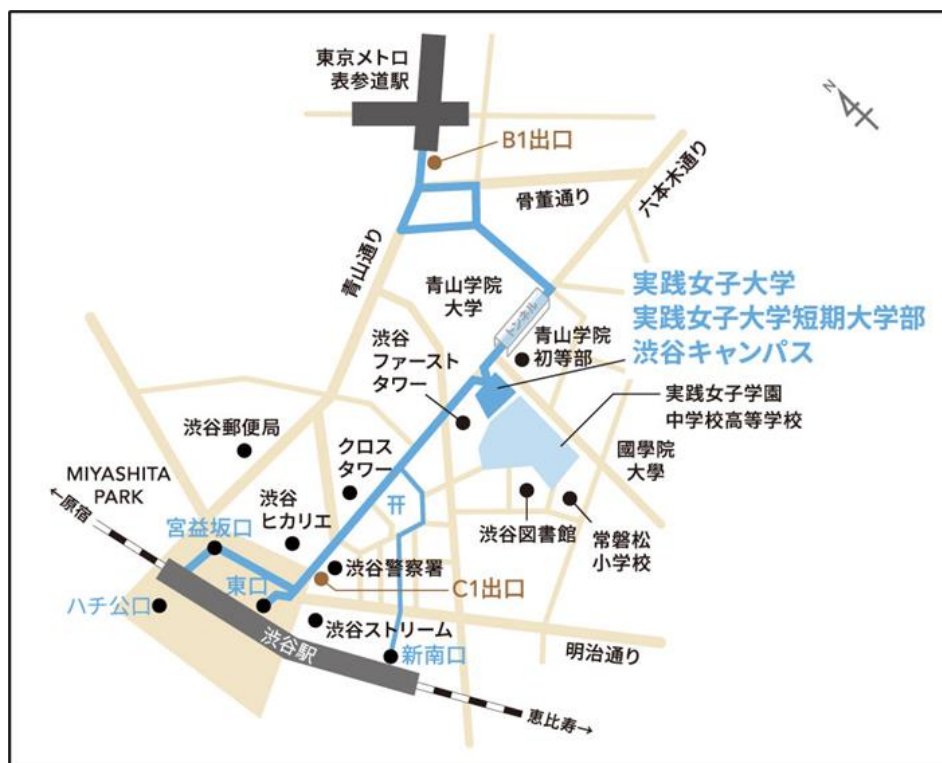 東京メトロ
表参道駅
N
B1出口
骨董通り
六本木通り
青山通り
青山学院
大学
トンネル
実践女子大学
実践女子大学短期大学部
渋谷キャンパス
青山学院
初等部
渋谷
ファースト
タワー
実践女子学園
中学校高等学校
渋谷郵便局
クロス
タワー
國學院
大學
MIYASHITA
PARK
渋谷
ヒカリエ
←原宿
宮益坂口
渋谷図書館
常磐松
小学校
渋谷警察署
C1出口
東口
ハチ公口
渋谷ストリーム
渋谷駅
新南口
明治通り
恵比寿→